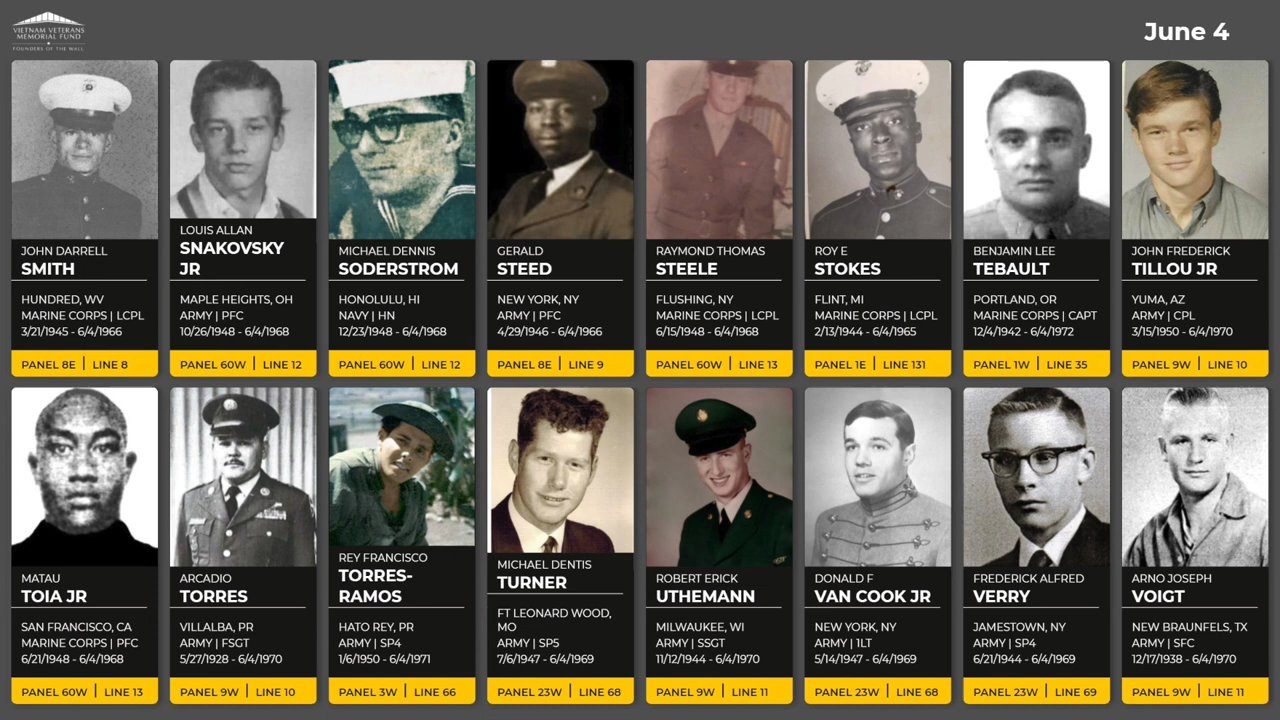 VIETNAM VETERANS
MEMORIAL FUND
FOUNDERS OF THE WALL
June 4
JOHN DARRELL
SMITH
HUNDRED, WV
MARINE CORPS | LCPL
3/21/1945 - 6/4/1966
PANEL 8E | LINE 8
LOUIS ALLAN
SNAKOVSKY
JR
MAPLE HEIGHTS, OH
ARMY | PFC
10/26/1948 - 6/4/1968
PANEL 60W | LINE 12
MICHAEL DENNIS
SODERSTROM
HONOLULU, HI
NAVY | HN
12/23/1948 - 6/4/1968
PANEL 60W | LINE 12
GERALD
STEED
NEW YORK, NY
ARMY | PFC
4/29/1946 - 6/4/1966
PANEL 8E | LINE 9
RAYMOND THOMAS
STEELE
FLUSHING, NY
MARINE CORPS | LCPL
6/15/1948 - 6/4/1968
PANEL 60W | LINE 13
ROY E
STOKES
FLINT, MI
MARINE CORPS | LCPL
2/13/1944 - 6/4/1965
PANEL 1E | LINE 131
BENJAMIN LEE
TEBAULT
PORTLAND, OR
MARINE CORPS | CAPT
12/4/1942 - 6/4/1972
PANEL 1W | LINE 35
JOHN FREDERICK
TILLOU JR
YUMA, AZ
ARMY | CPL
3/15/1950 - 6/4/1970
PANEL 9W | LINE 10
MATAU
TOIA JR
SAN FRANCISCO, CA
MARINE CORPS | PFC
6/21/1948 - 6/4/1968
PANEL 60W | LINE 13
ARCADIO
TORRES
VILLALBA, PR
ARMY | FSGT
5/27/1928 - 6/4/1970
PANEL 9W | LINE 10
REY FRANCISCO
TORRES-
RAMOS
HATO REY, PR
ARMY | SP4
1/6/1950 - 6/4/1971
PANEL 3W | LINE 66
MICHAEL DENTIS
TURNER
FT LEONARD WOOD,
MO
ARMY | SP5
7/6/1947 - 6/4/1969
PANEL 23W | LINE 68
ROBERT ERICK
UTHEMANN
MILWAUKEE, WI
ARMY | SSGT
11/12/1944 - 6/4/1970
PANEL 9W | LINE 11
DONALD F
VAN COOK JR
NEW YORK, NY
ARMY | 1LT
5/14/1947 - 6/4/1969
PANEL 23W | LINE 68
FREDERICK ALFRED
VERRY
JAMESTOWN, NY
ARMY | SP4
6/21/1944 - 6/4/1969
PANEL 23W | LINE 69
ARNO JOSEPH
VOIGT
NEW BRAUNFELS, TX
ARMY | SFC
12/17/1938 - 6/4/1970
PANEL 9W | LINE 11